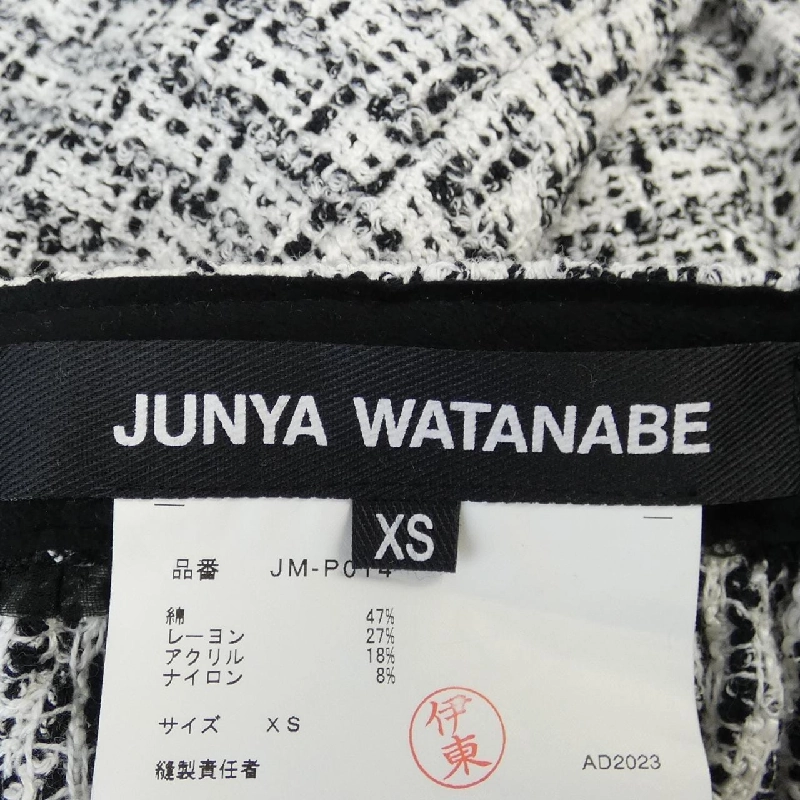 JUNYA WATANABE
XS
品番 JM-P014
綿 47%
レーヨン 27%
アクリル 18%
ナイロン 8%
サイズ XS
縫製責任者
伊東
AD2023